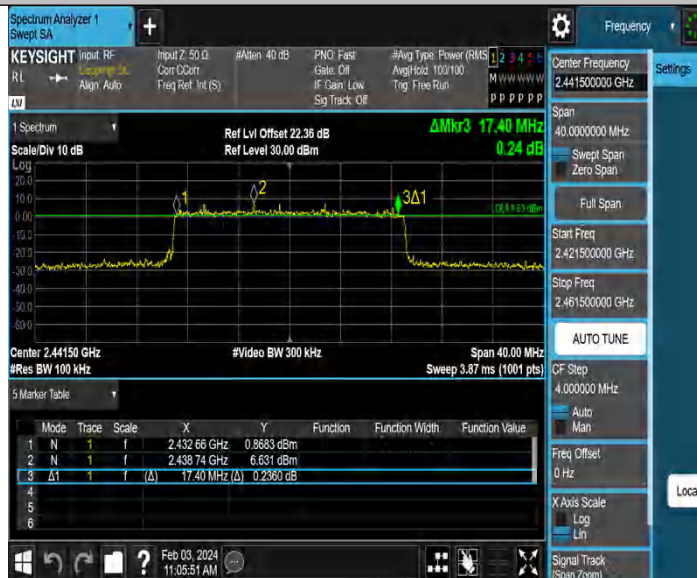 Spectrum Analyzer 1
Swept SA
Frequency
KEYSIGHT
RL
Input: RF
Align: Auto
Input Z: 50 Ω
Corr CCorr
Freq Ref: Int (S)
#Atten: 40 dB
PNO: Fast
Gate: Off
IF Gain: Low
Sig Track: Off
#Avg Type: Power (RMS
Avg|Hold: 100/100
Trig: Free Run
1 2 3 4 5 6
M W W W W W
P P P P P P
LXI
1 Spectrum
Scale/Div 10 dB
Ref Lvl Offset 22.36 dB
Ref Level 30.00 dBm
ΔMkr3 17.40 MHz
0.24 dB
Log
20.0
10.0
0.00
-10.0
-20.0
-30.0
-40.0
-50.0
-60.0
1
2
3Δ1
Center 2.44150 GHz
#Video BW 300 kHz
Span 40.00 MHz
#Res BW 100 kHz
Sweep 3.87 ms (1001 pts)
5 Marker Table
Mode Trace Scale X Y Function Function Width Function Value
1 N 1 f 2.432 66 GHz 0.8683 dBm
2 N 1 f 2.438 74 GHz 6.631 dBm
3 Δ1 1 f (Δ) 17.40 MHz (Δ) 0.2360 dB
4
5
6
?
Feb 03, 2024
11:05:51 AM
Center Frequency
2.441500000 GHz
Settings
Span
40.0000000 MHz
Swept Span
Zero Span
Full Span
Start Freq
2.421500000 GHz
Stop Freq
2.461500000 GHz
AUTO TUNE
CF Step
4.000000 MHz
Auto
Man
Freq Offset
0 Hz
Loca
X Axis Scale
Log
Lin
Signal Track
(Span Zoom)